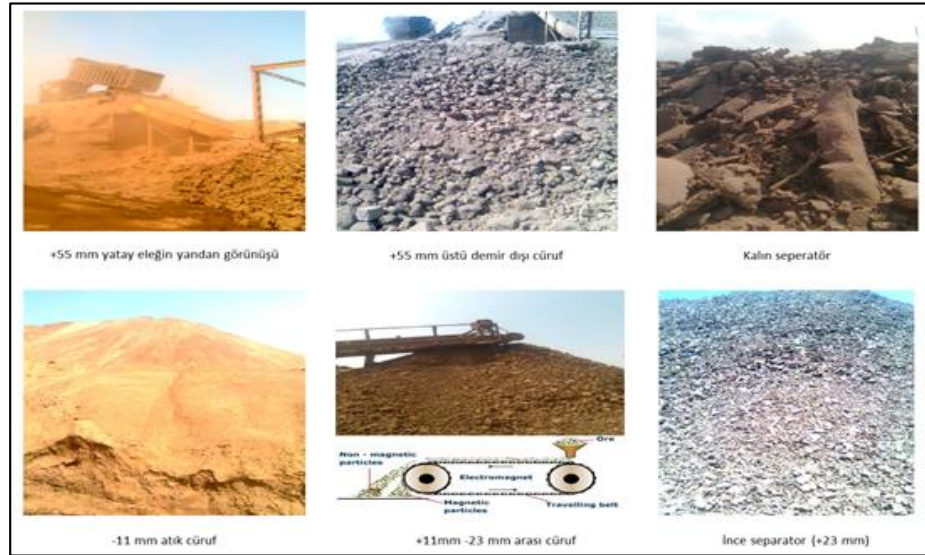 +55 mm yatay eleğin yandan görünüşü
+55 mm üstü demir dışı cüruf
Kalın seperatör
Ore
Non - magnetic
particles
Electromagnet
Magnetic
particles
Travelling belt
-11 mm atık cüruf
+11mm -23 mm arası cüruf
İnce separator (+23 mm)